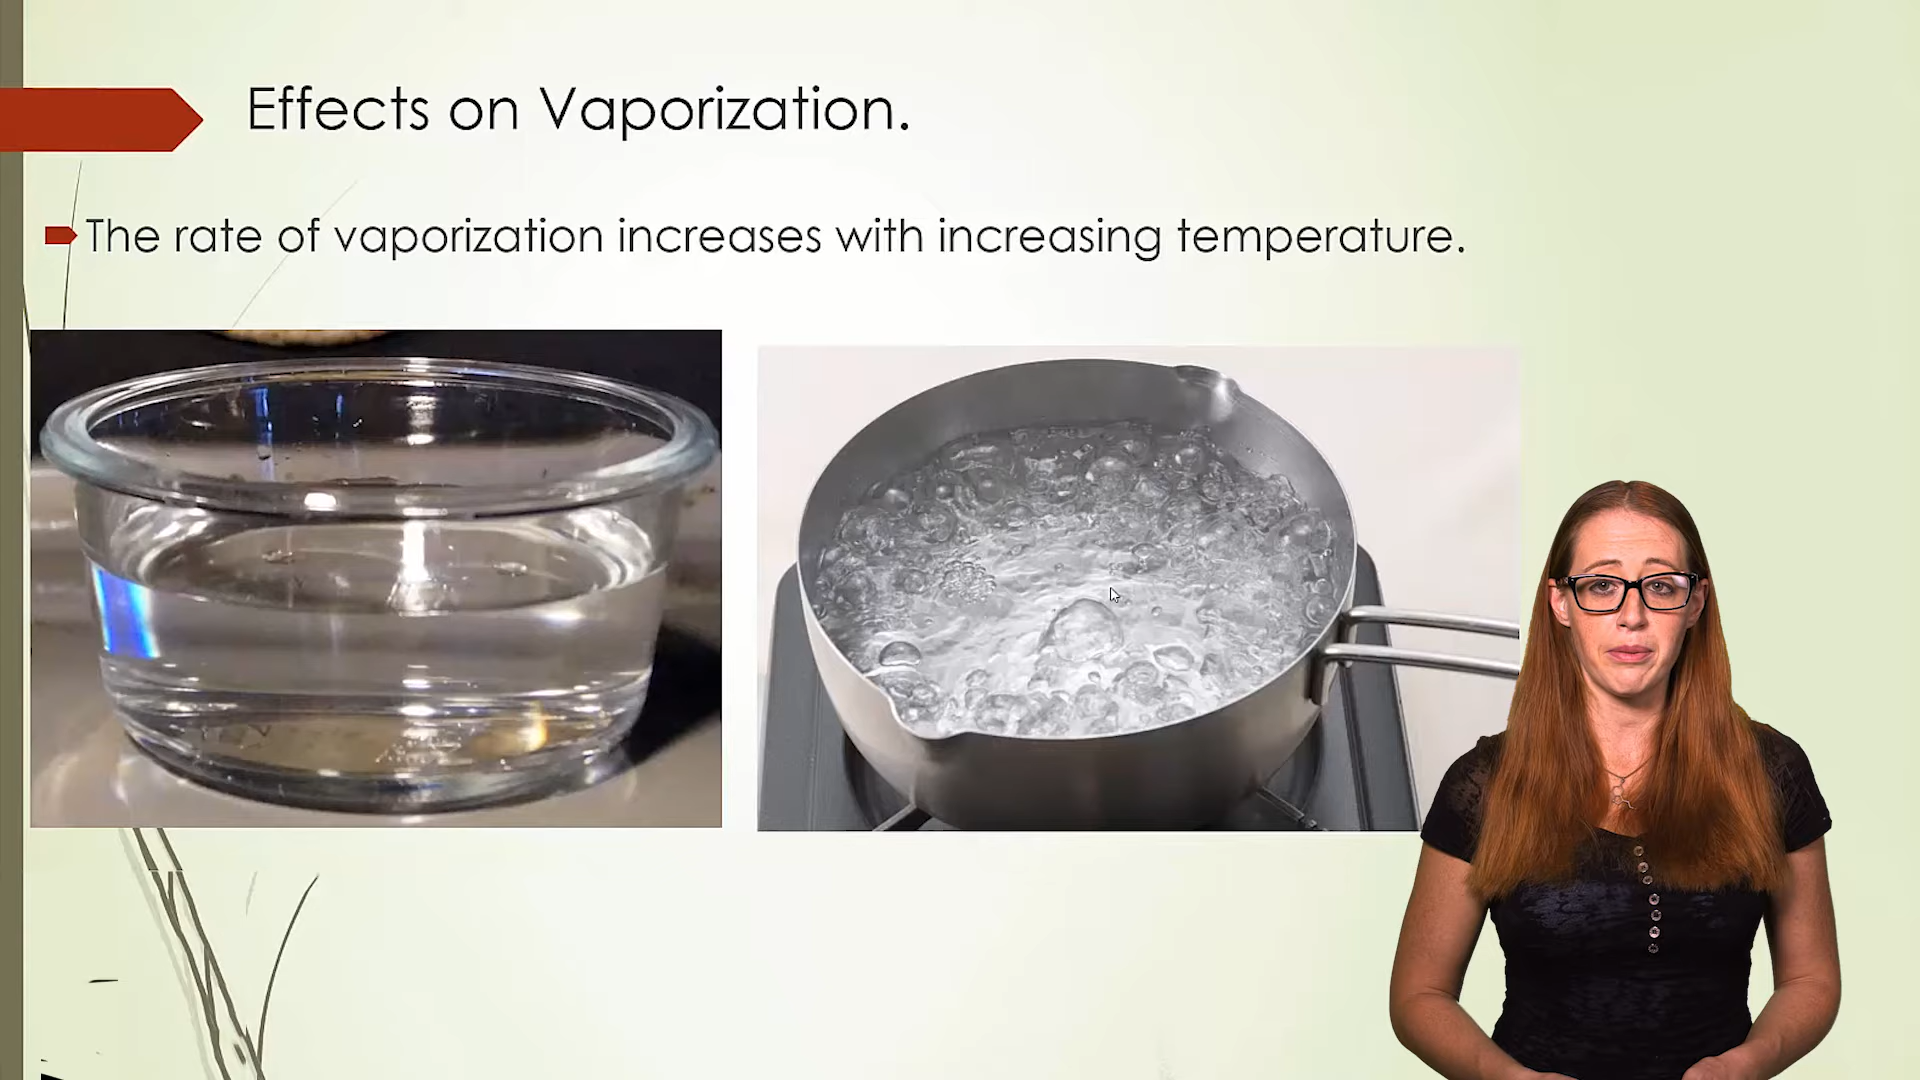 Effects on Vaporization.
The rate of vaporization increases with increasing temperature.